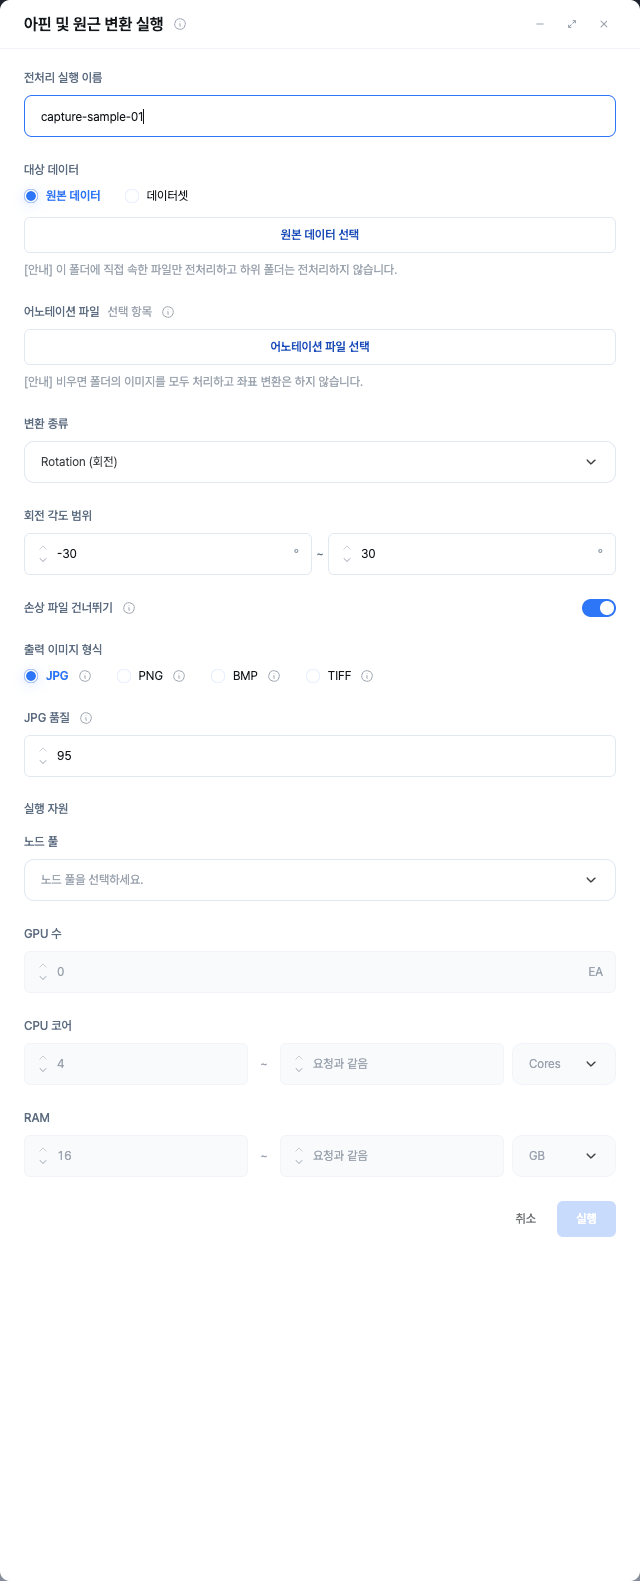 아핀 및 원근 변환 실행
전처리 실행 이름
capture-sample-01
대상 데이터
원본 데이터 데이터셋
원본 데이터 선택
[안내] 이 폴더에 직접 속한 파일만 전처리하고 하위 폴더는 전처리하지 않습니다.
어노테이션 파일 선택 항목
어노테이션 파일 선택
[안내] 비우면 폴더의 이미지를 모두 처리하고 좌표 변환은 하지 않습니다.
변환 종류
Rotation (회전)
회전 각도 범위
-30 ° ~ 30 °
손상 파일 건너뛰기
출력 이미지 형식
JPG PNG BMP TIFF
JPG 품질
95
실행 자원
노드 풀
노드 풀을 선택하세요.
GPU 수
0 EA
CPU 코어
4 ~ 요청과 같음 Cores
RAM
16 ~ 요청과 같음 GB
취소 실행